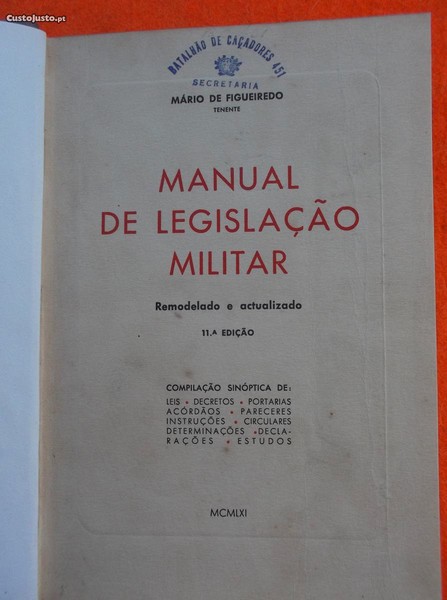 CustoJusto.pt
BATALHÃO DE CAÇADORES 451
SECRETARIA
MÁRIO DE FIGUEIREDO
TENENTE
MANUAL
DE LEGISLAÇÃO
MILITAR
Remodelado e actualizado
11.ª EDIÇÃO
COMPILAÇÃO SINÓPTICA DE:
LEIS • DECRETOS • PORTARIAS
ACÓRDÃOS • PARECERES
INSTRUÇÕES • CIRCULARES
DETERMINAÇÕES •DECLA-
RAÇÕES • ESTUDOS
MCMLXI